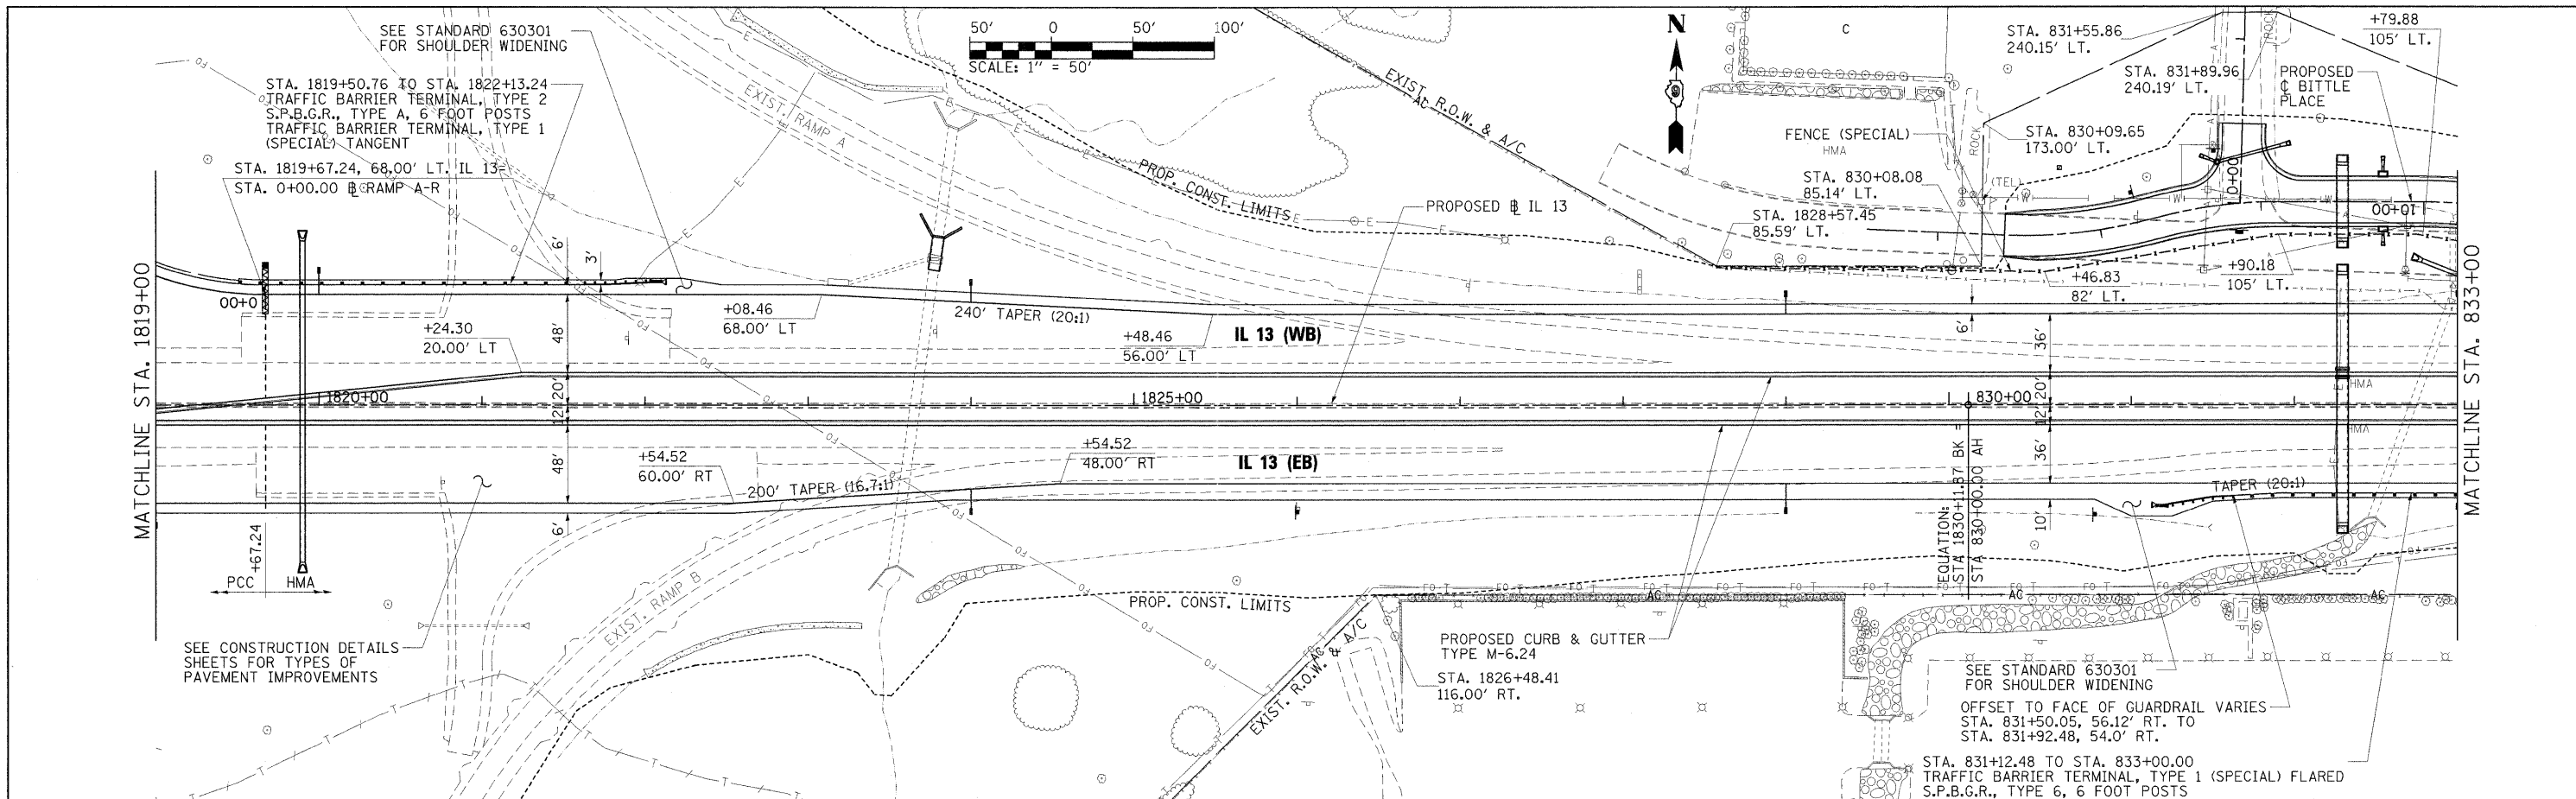 SEE STANDARD 630301
FOR SHOULDER WIDENING
STA. 1819+50.76 TO STA. 1822+13.24
TRAFFIC BARRIER TERMINAL, TYPE 2
S.P.B.G.R., TYPE A, 6 FOOT POSTS
TRAFFIC BARRIER TERMINAL, TYPE 1
(SPECIAL) TANGENT
STA. 1819+67.24, 68.00' LT. IL 13=
STA. 0+00.00 ℄ RAMP A-R
50' 0 50' 100'
SCALE: 1" = 50'
N
EXIST. RAMP A
EXIST. R.O.W. & A/C
PROP. CONST. LIMITS
PROPOSED ℄ IL 13
C
STA. 831+55.86
240.15' LT.
+79.88
105' LT.
STA. 831+89.96
240.19' LT.
PROPOSED
℄ BITTLE
PLACE
FENCE (SPECIAL)
HMA
ROCK
ROCK
STA. 830+09.65
173.00' LT.
STA. 830+08.08
85.14' LT.
(TEL)
STA. 1828+57.45
85.59' LT.
0+00
10+00
+46.83
82' LT.
+90.18
105' LT.
MATCHLINE STA. 1819+00
MATCHLINE STA. 833+00
0+00
6'
3'
+24.30
20.00' LT
48'
+08.46
68.00' LT
240' TAPER (20:1)
+48.46
56.00' LT
IL 13 (WB)
6'
36'
1820+00
20'
12'
1825+00
830+00
20'
12'
HMA
HMA
48'
+54.52
60.00' RT
200' TAPER (16.7:1)
+54.52
48.00' RT
IL 13 (EB)
EQUATION:
STA 1830+11.87 BK =
STA 830+00.00 AH
36'
10'
TAPER (20:1)
6'
+67.24
PCC HMA
EXIST. RAMP B
PROP. CONST. LIMITS
EXIST. R.O.W. & A/C
SEE CONSTRUCTION DETAILS
SHEETS FOR TYPES OF
PAVEMENT IMPROVEMENTS
PROPOSED CURB & GUTTER
TYPE M-6.24
STA. 1826+48.41
116.00' RT.
SEE STANDARD 630301
FOR SHOULDER WIDENING
OFFSET TO FACE OF GUARDRAIL VARIES
STA. 831+50.05, 56.12' RT. TO
STA. 831+92.48, 54.0' RT.
STA. 831+12.48 TO STA. 833+00.00
TRAFFIC BARRIER TERMINAL, TYPE 1 (SPECIAL) FLARED
S.P.B.G.R., TYPE 6, 6 FOOT POSTS